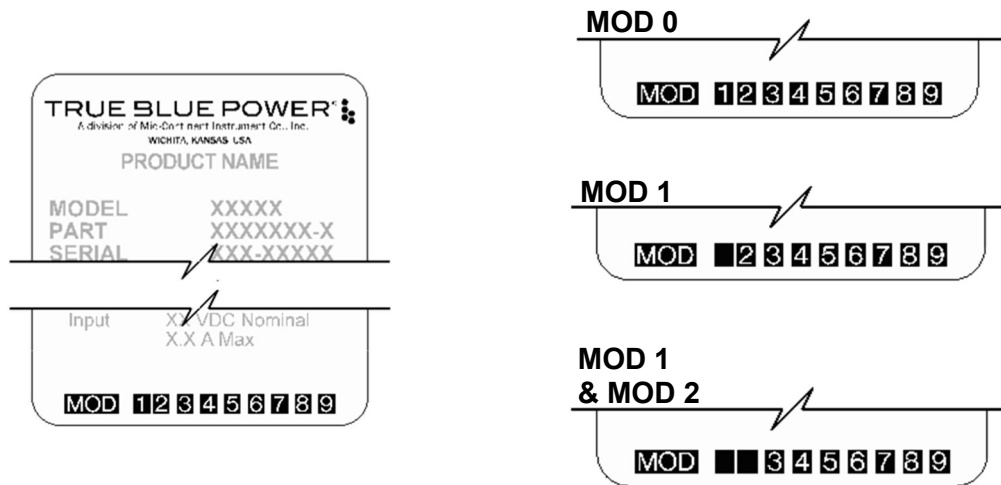 TRUE BLUE POWER®
A division of Mid-Continent Instrument Co., Inc.
WICHITA, KANSAS USA
PRODUCT NAME
MODEL XXXXX
PART XXXXXXX-X
SERIAL XXX-XXXXX
Input XX VDC Nominal
X.X A Max
MOD 1 2 3 4 5 6 7 8 9
MOD 0
MOD 1 2 3 4 5 6 7 8 9
MOD 1
MOD 2 3 4 5 6 7 8 9
MOD 1
& MOD 2
MOD 3 4 5 6 7 8 9